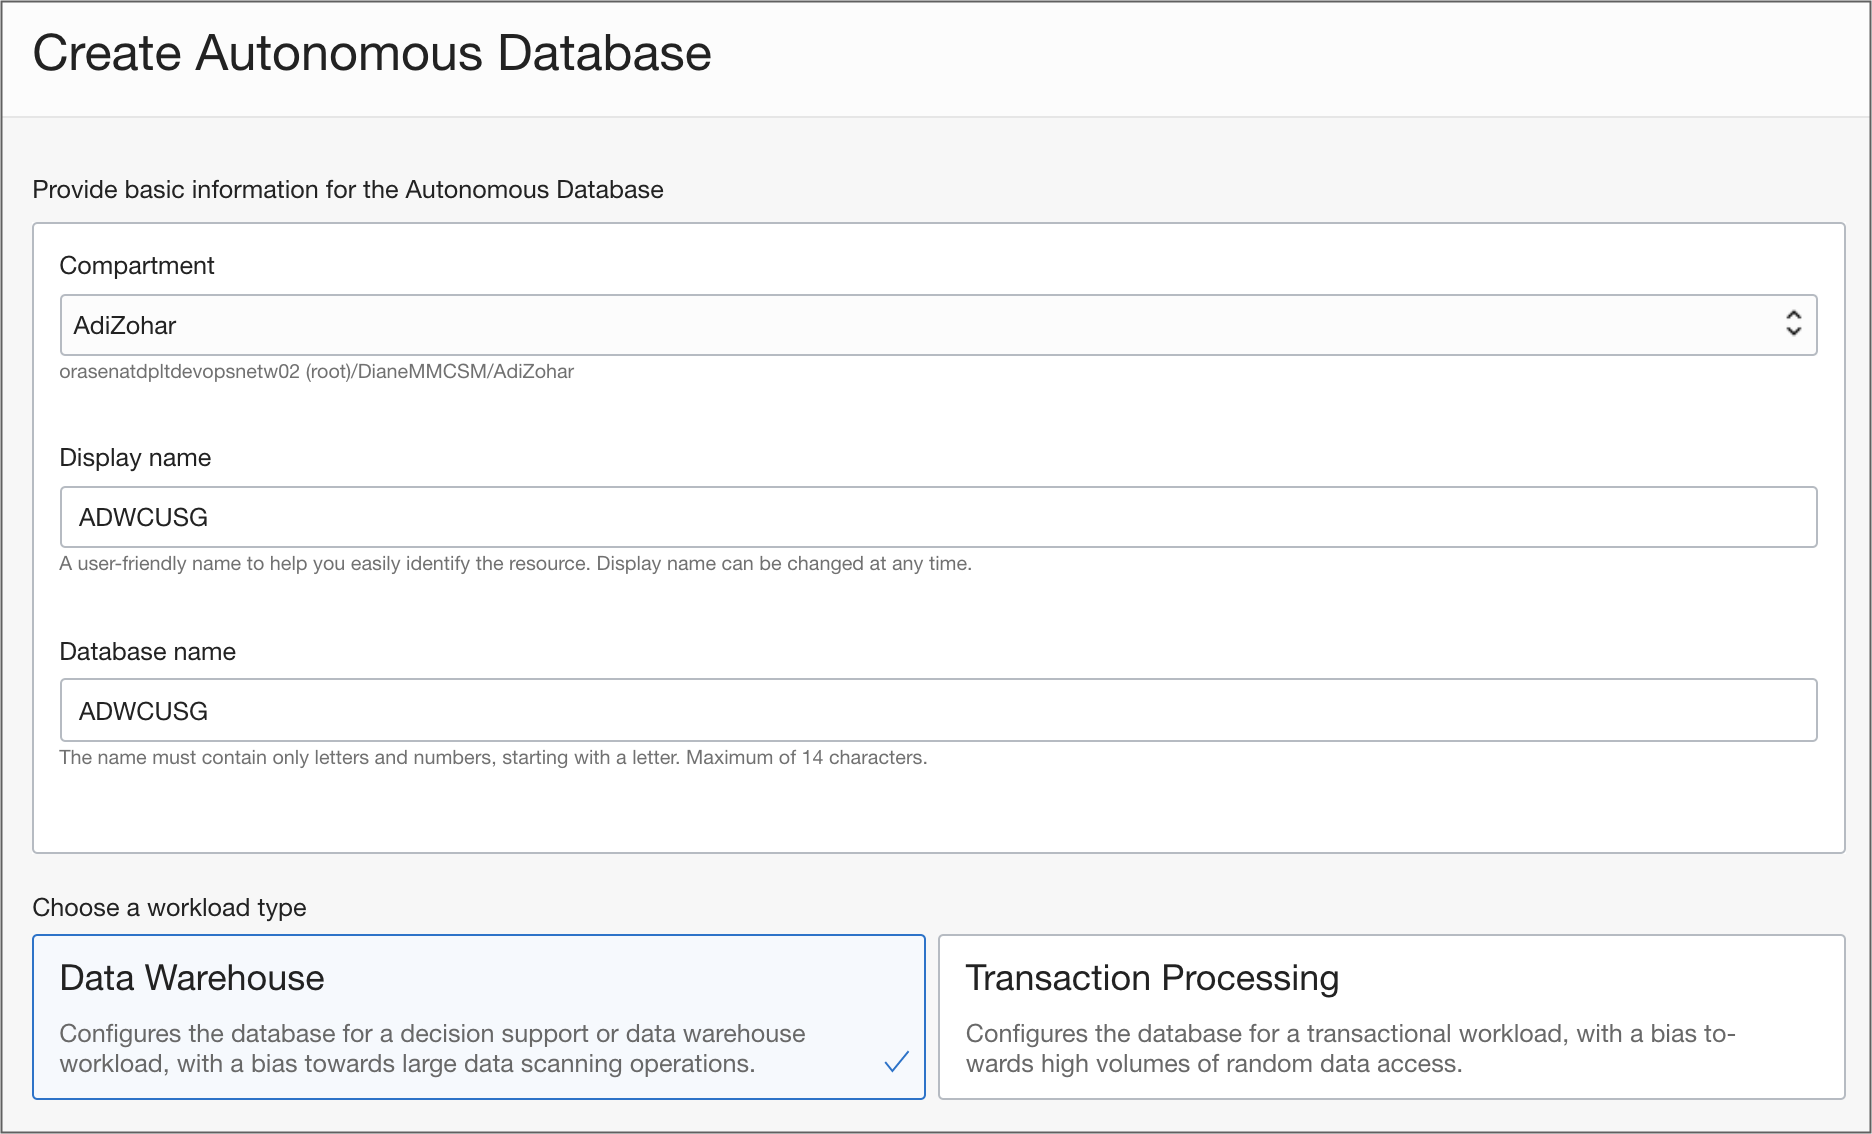 Create Autonomous Database
Provide basic information for the Autonomous Database
Compartment
AdiZohar
orasenatdpltdevopsnetw02 (root)/DianeMMCSM/AdiZohar
Display name
ADWCUSG
A user-friendly name to help you easily identify the resource. Display name can be changed at any time.
Database name
ADWCUSG
The name must contain only letters and numbers, starting with a letter. Maximum of 14 characters.
Choose a workload type
Data Warehouse
Configures the database for a decision support or data warehouse
workload, with a bias towards large data scanning operations.
Transaction Processing
Configures the database for a transactional workload, with a bias to-
wards high volumes of random data access.